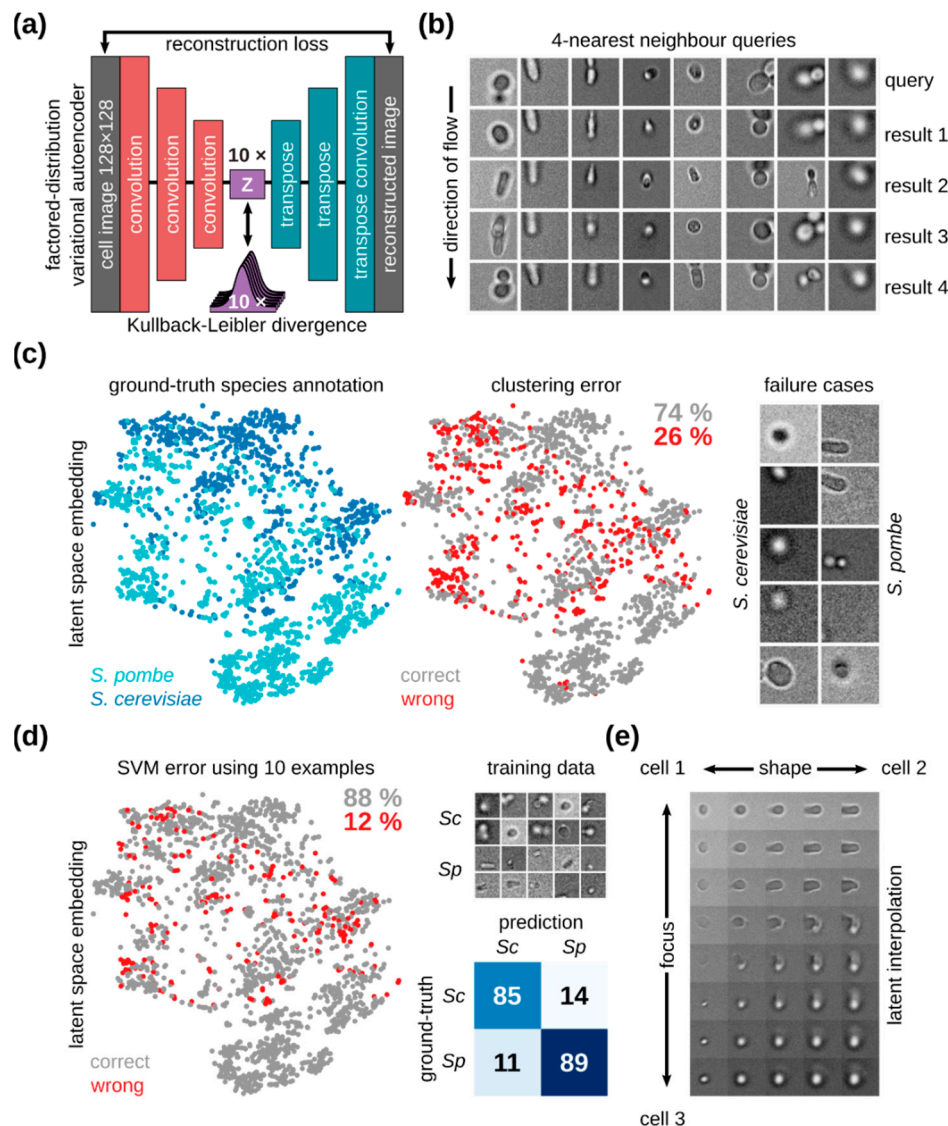 (a)
reconstruction loss
factored-distribution
variational autoencoder
cell image 128×128
convolution
convolution
convolution
10 ×
Z
transpose
transpose
transpose convolution
reconstructed image
10 ×
Kullback-Leibler divergence
(b)
4-nearest neighbour queries
direction of flow
query
result 1
result 2
result 3
result 4
(c)
ground-truth species annotation
latent space embedding
S. pombe
S. cerevisiae
clustering error
74 %
26 %
correct
wrong
failure cases
S. cerevisiae
S. pombe
(d)
SVM error using 10 examples
88 %
12 %
latent space embedding
correct
wrong
training data
Sc
Sp
prediction
Sc Sp
ground-truth
Sc 85 14
Sp 11 89
(e)
cell 1 shape cell 2
focus
latent interpolation
cell 3